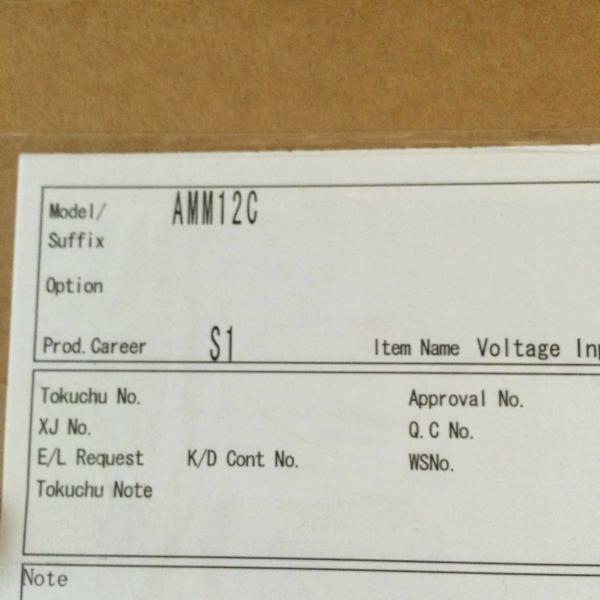 Model/ AMM12C
Suffix
Option
Prod. Career S1 Item Name Voltage
Tokuchu No. Approval No.
XJ No. Q.C No.
E/L Request K/D Cont No. WSNo.
Tokuchu Note
Note